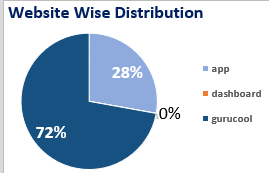 Website Wise Distribution
28%
app
dashboard
0%
gurucool
72%